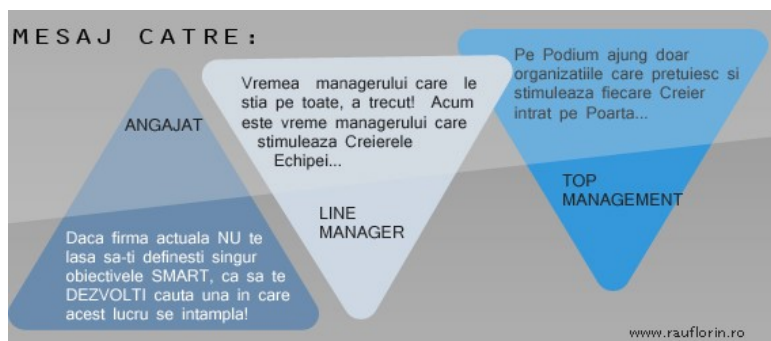 MESAJ CATRE:
ANGAJAT
Daca firma actuala NU te
lasa sa-ti definesti singur
obiectivele SMART, ca sa te
DEZVOLTI cauta una in care
acest lucru se intampla!
Vremea managerului care le
stia pe toate, a trecut! Acum
este vreme managerului care
stimuleaza Creierele
Echipei...
LINE
MANAGER
Pe Podium ajung doar
organizatiile care pretuiesc si
stimuleaza fiecare Creier
intrat pe Poarta...
TOP
MANAGEMENT
www.rauflorin.ro